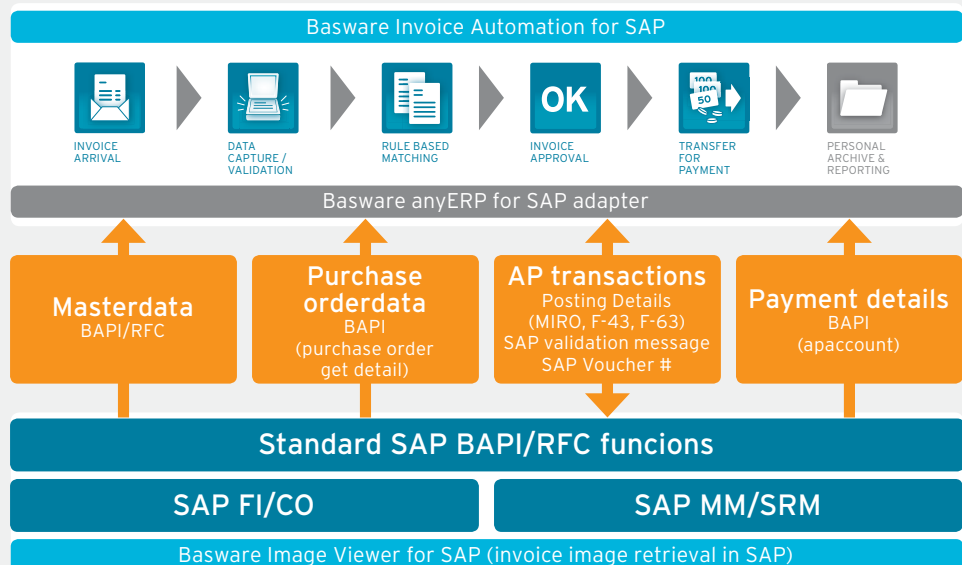 Basware Invoice Automation for SAP
100
100
50
OK
INVOICE
ARRIVAL
DATA
CAPTURE /
VALIDATION
RULE BASED
MATCHING
INVOICE
APPROVAL
TRANSFER
FOR
PAYMENT
PERSONAL
ARCHIVE &
REPORTING
Basware anyERP for SAP adapter
Masterdata
BAPI/RFC
Purchase
orderdata
BAPI
(purchase order
get detail)
AP transactions
Posting Details
(MIRO, F-43, F-63)
SAP validation message
SAP Voucher #
Payment details
BAPI
(apaccount)
Standard SAP BAPI/RFC funcions
SAP FI/CO
SAP MM/SRM
Basware Image Viewer for SAP (invoice image retrieval in SAP)